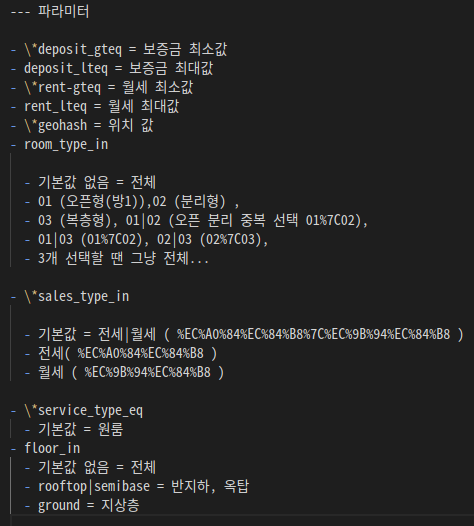 --- 파라미터
- \*deposit_gteq = 보증금 최소값
- deposit_lteq = 보증금 최대값
- \*rent-gteq = 월세 최소값
- rent_lteq = 월세 최대값
- \*geohash = 위치 값
- room_type_in
- 기본값 없음 = 전체
- 01 (오픈형(방1)),02 (분리형) ,
- 03 (복층형), 01|02 (오픈 분리 중복 선택 01%7C02),
- 01|03 (01%7C02), 02|03 (02%7C03),
- 3개 선택할 땐 그냥 전체...
- \*sales_type_in
- 기본값 = 전세|월세 ( %EC%A0%84%EC%84%B8%7C%EC%9B%94%EC%84%B8 )
- 전세( %EC%A0%84%EC%84%B8 )
- 월세 ( %EC%9B%94%EC%84%B8 )
- \*service_type_eq
- 기본값 = 원룸
- floor_in
- 기본값 없음 = 전체
- rooftop|semibase = 반지하, 옥탑
- ground = 지상층